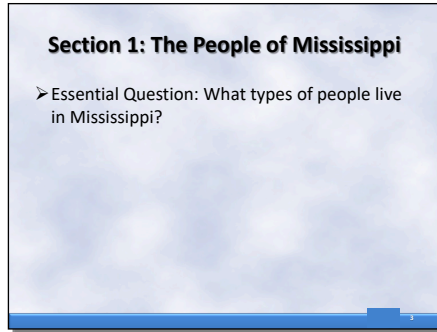 Section 1: The People of Mississippi
➢Essential Question: What types of people live
in Mississippi?
3